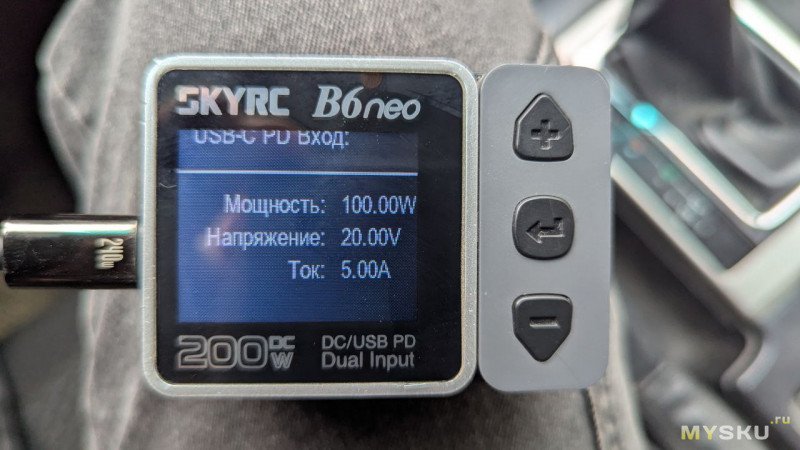 SKYRC B6neo
USB-C PD Вход:
Мощность: 100.00W
Напряжение: 20.00V
Ток: 5.00A
200 DC W
DC/USB PD
Dual Input
240w
MYSKU.ru